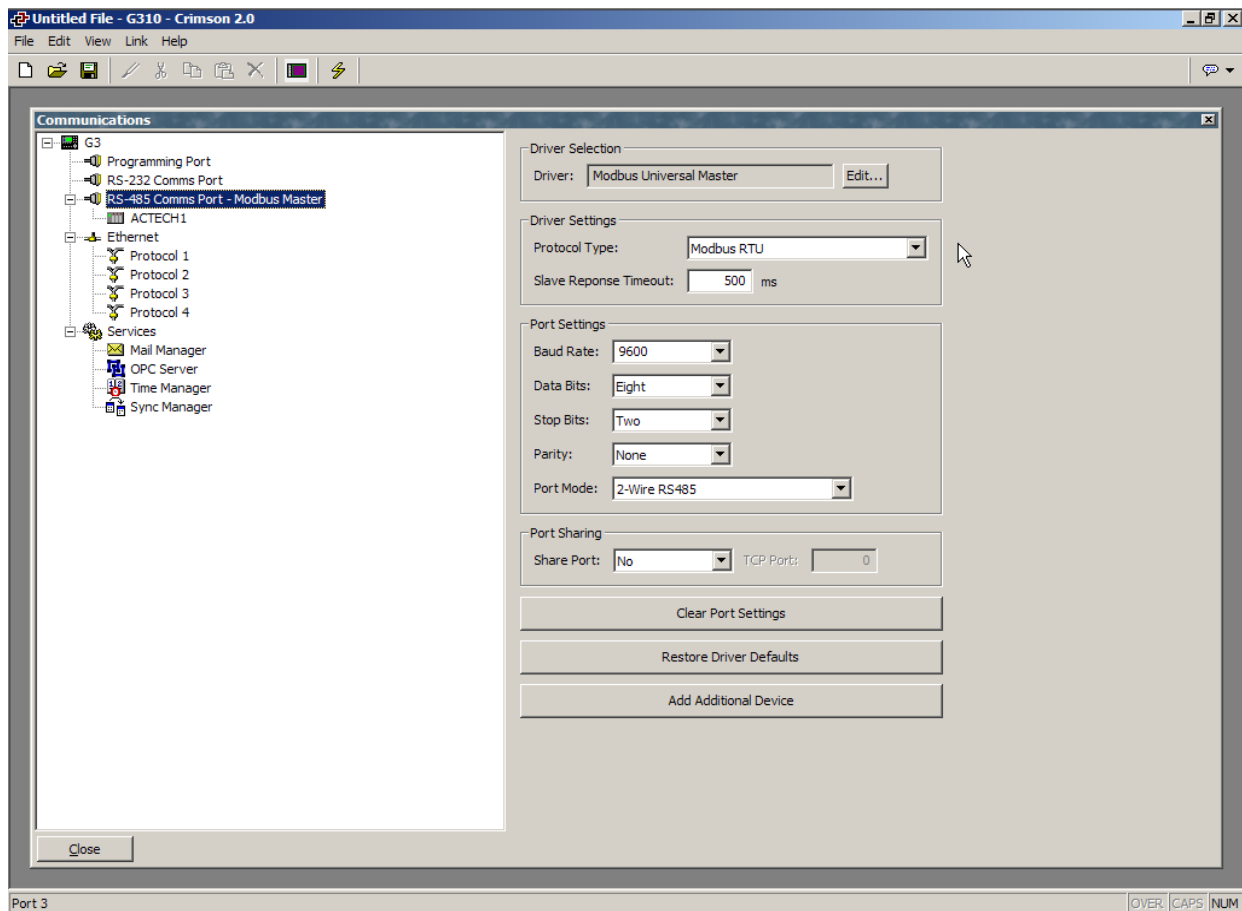 Untitled File - G310 - Crimson 2.0
File Edit View Link Help
Communications
G3
Programming Port
RS-232 Comms Port
RS-485 Comms Port - Modbus Master
ACTECH1
Ethernet
Protocol 1
Protocol 2
Protocol 3
Protocol 4
Services
Mail Manager
OPC Server
Time Manager
Sync Manager
Driver Selection
Driver: Modbus Universal Master Edit...
Driver Settings
Protocol Type: Modbus RTU
Slave Reponse Timeout: 500 ms
Port Settings
Baud Rate: 9600
Data Bits: Eight
Stop Bits: Two
Parity: None
Port Mode: 2-Wire RS485
Port Sharing
Share Port: No TCP Port: 0
Clear Port Settings
Restore Driver Defaults
Add Additional Device
Close
Port 3 OVER CAPS NUM